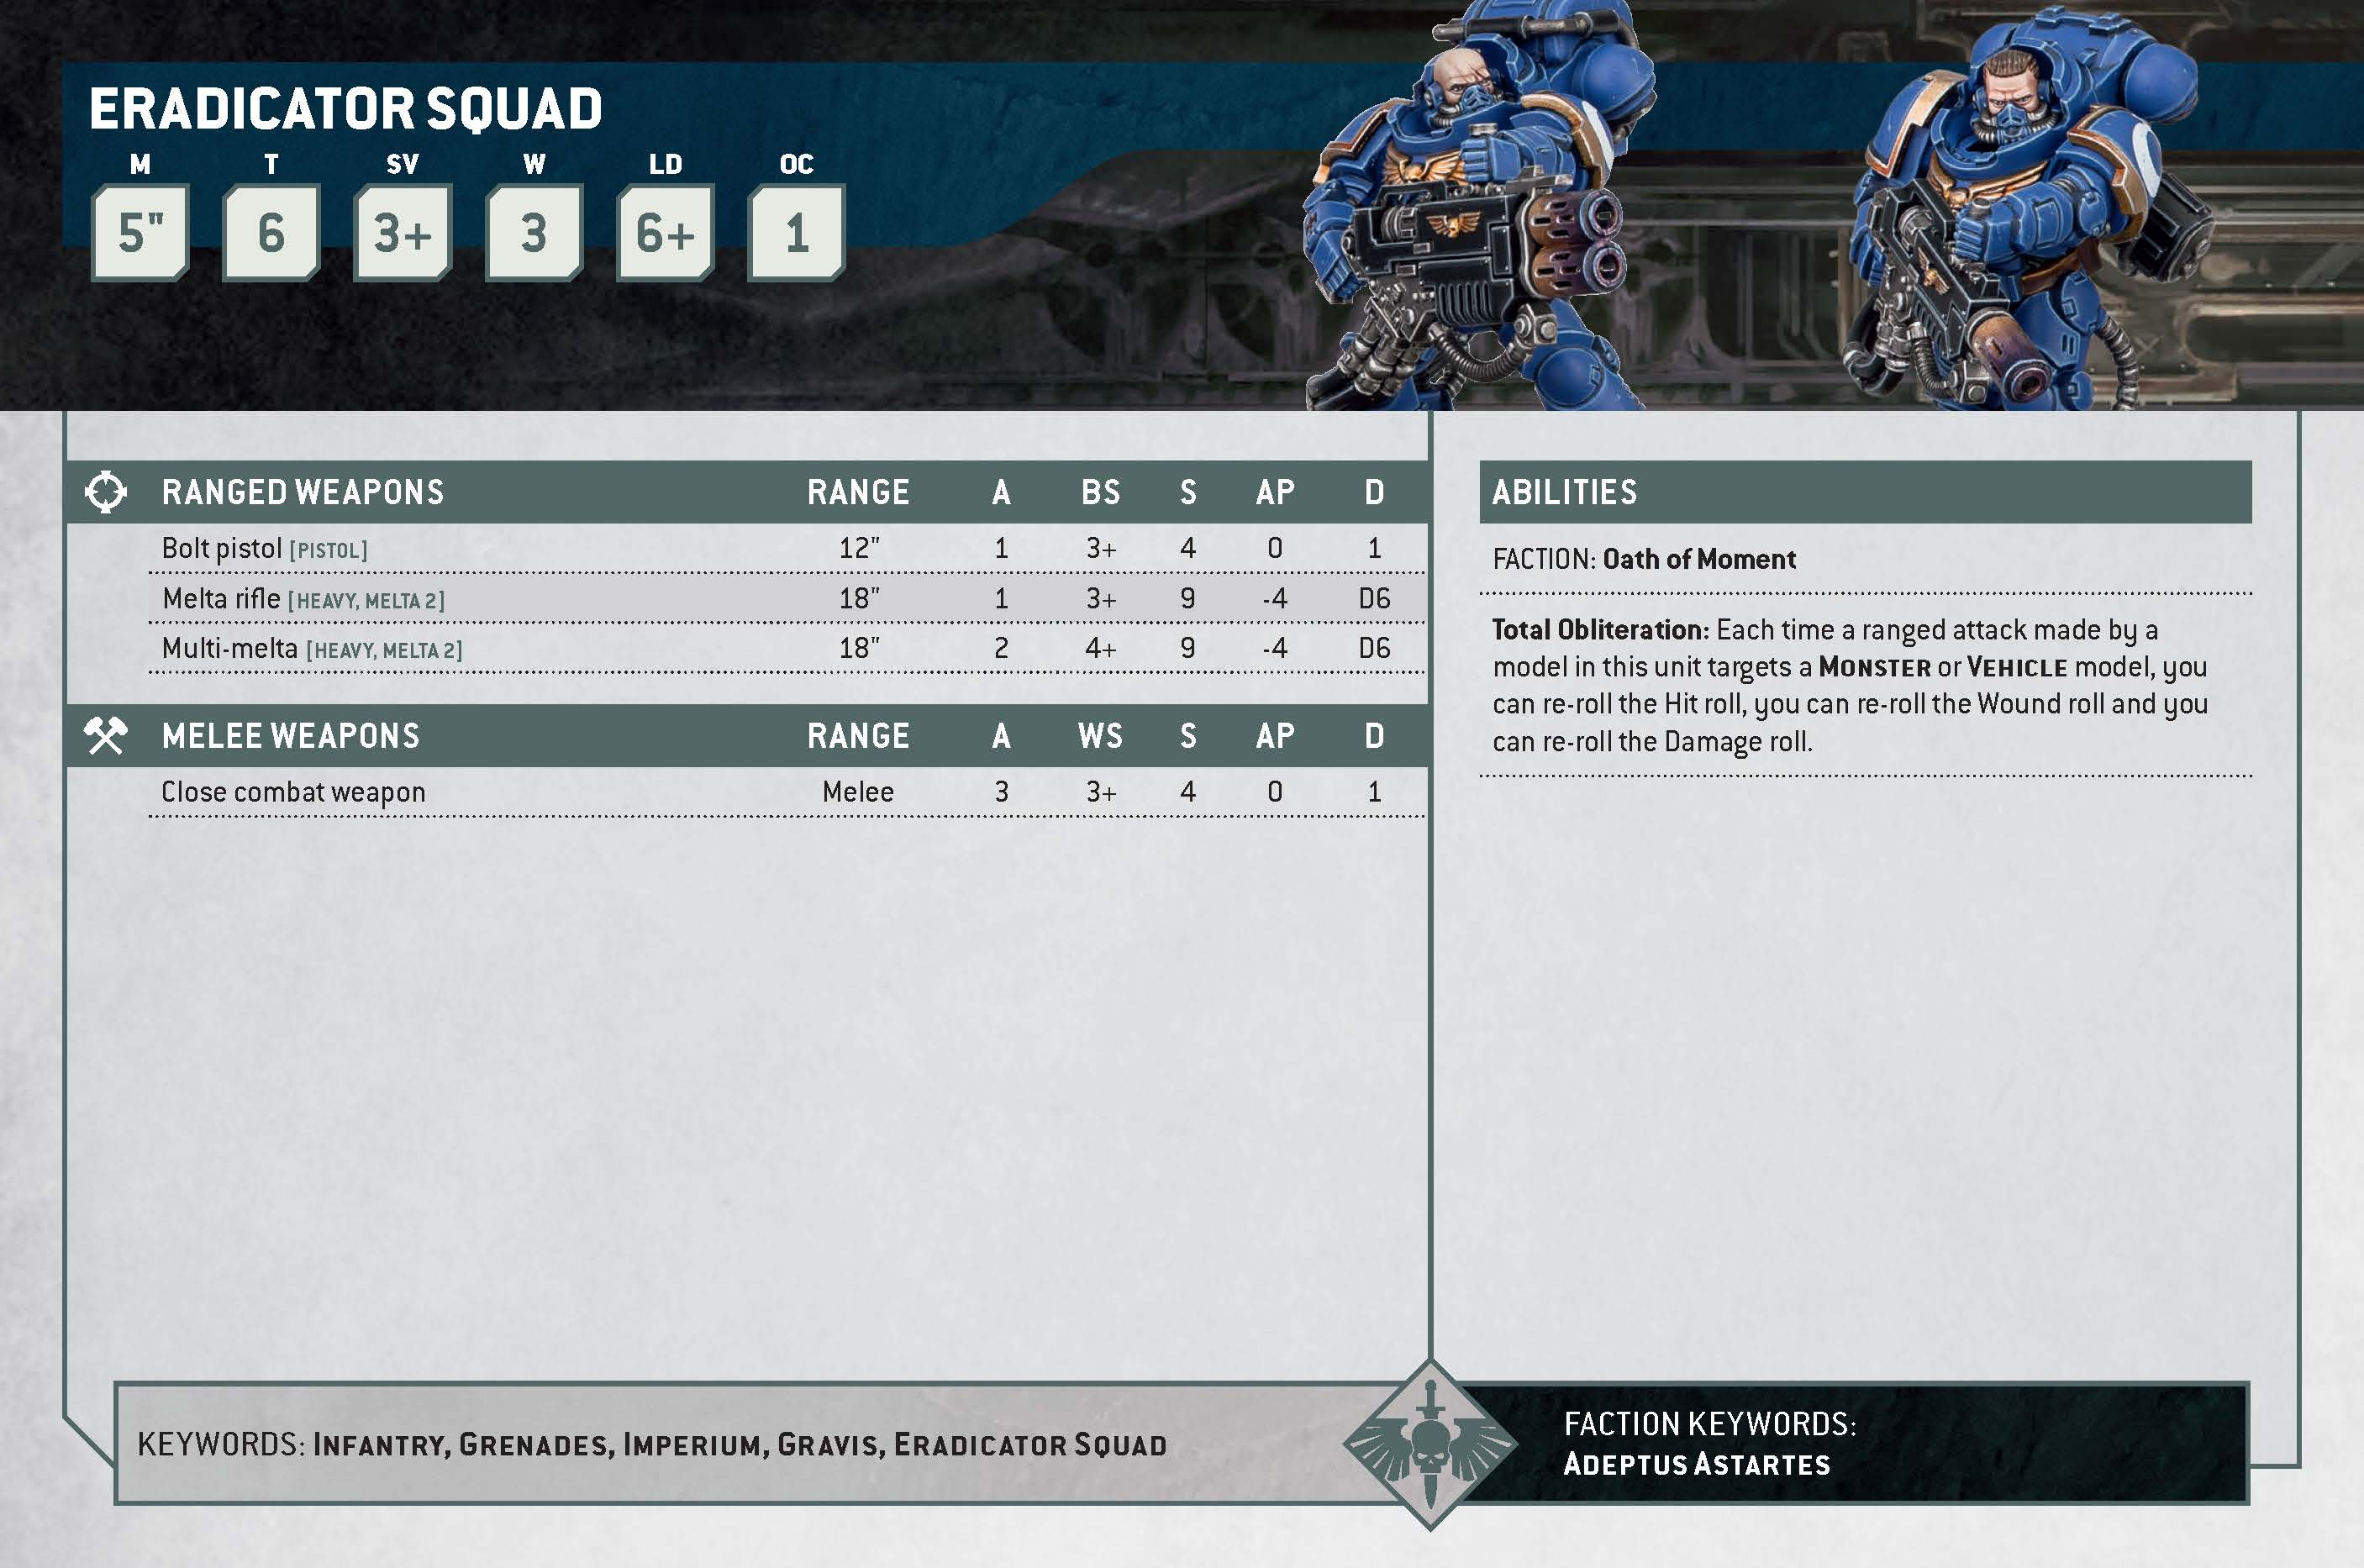 ERADICATOR SQUAD
M T SV W LD OC
5" 6 3+ 3 6+ 1
RANGED WEAPONS RANGE A BS S AP D
Bolt pistol [PISTOL] 12" 1 3+ 4 0 1
Melta rifle [HEAVY, MELTA 2] 18" 1 3+ 9 -4 D6
Multi-melta [HEAVY, MELTA 2] 18" 2 4+ 9 -4 D6
MELEE WEAPONS RANGE A WS S AP D
Close combat weapon Melee 3 3+ 4 0 1
ABILITIES
FACTION: Oath of Moment
Total Obliteration: Each time a ranged attack made by a
model in this unit targets a MONSTER or VEHICLE model, you
can re-roll the Hit roll, you can re-roll the Wound roll and you
can re-roll the Damage roll.
KEYWORDS: INFANTRY, GRENADES, IMPERIUM, GRAVIS, ERADICATOR SQUAD
FACTION KEYWORDS:
ADEPTUS ASTARTES